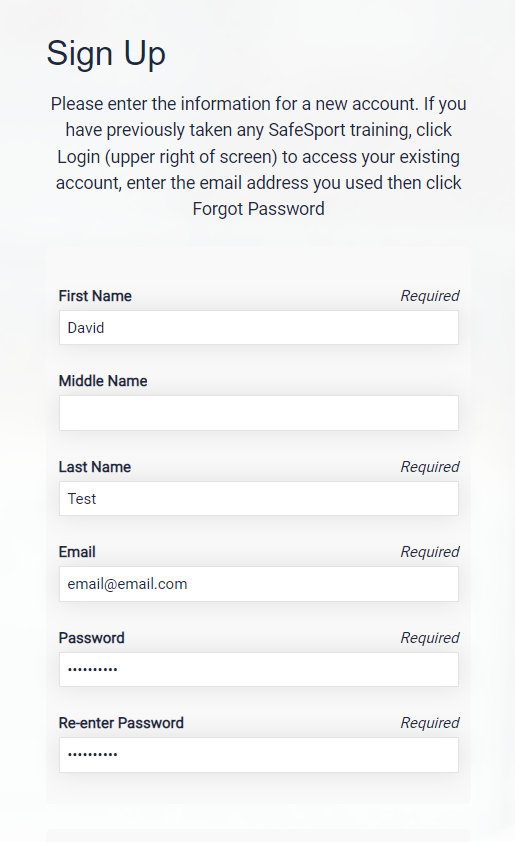 Sign Up
Please enter the information for a new account. If you
have previously taken any SafeSport training, click
Login (upper right of screen) to access your existing
account, enter the email address you used then click
Forgot Password
First Name Required
David
Middle Name
Last Name Required
Test
Email Required
email@email.com
Password Required
••••••••••
Re-enter Password Required
••••••••••